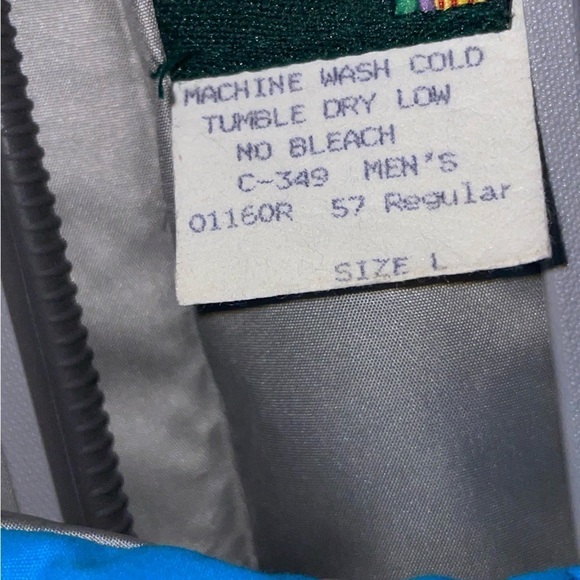 MACHINE WASH COLD
TUMBLE DRY LOW
NO BLEACH
C-349 MEN'S
01160R 57 Regular
SIZE L